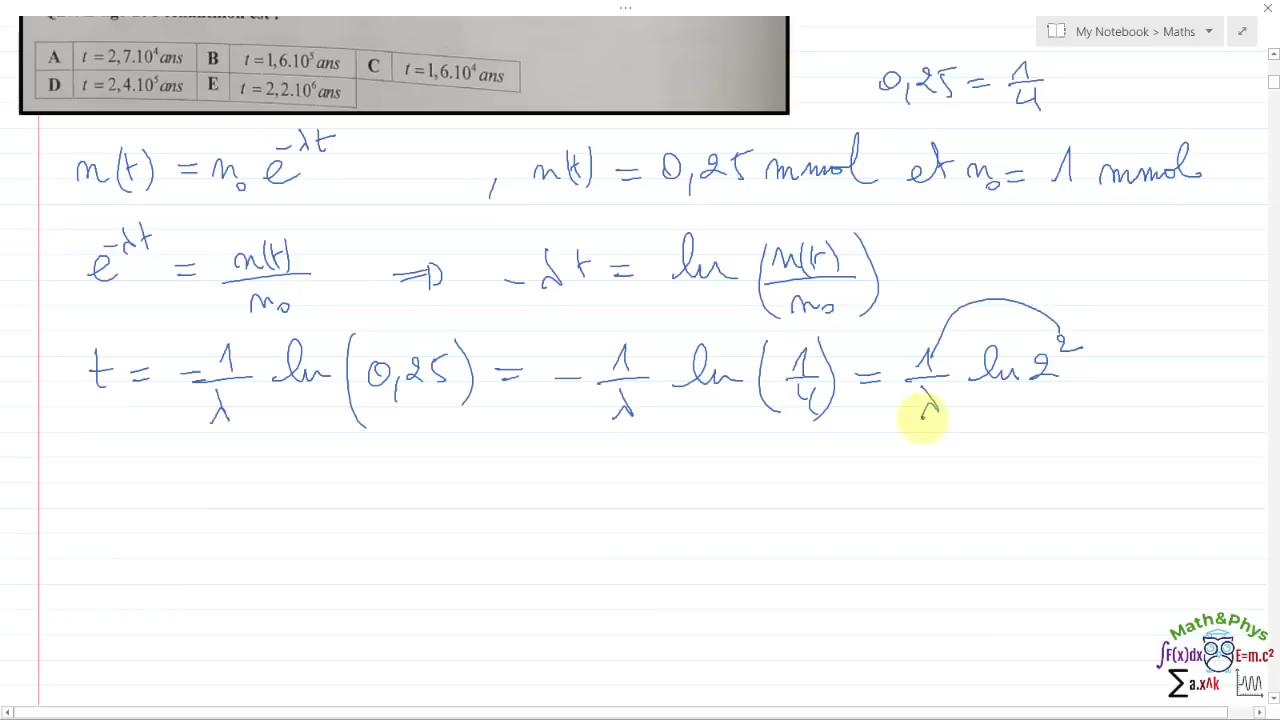 My Notebook > Maths
A t = 2,7.10⁴ ans B t = 1,6.10⁵ ans C t = 1,6.10⁴ ans
D t = 2,4.10⁵ ans E t = 2,2.10⁶ ans
0,25 = 1/4
n(t) = n₀ e^(-λt) , n(t) = 0,25 mmol et n₀ = 1 mmol
e^(-λt) = n(t)/n₀ ⇒ -λt = ln(n(t)/n₀)
t = -1/λ ln(0,25) = -1/λ ln(1/4) = 1/λ ln 2²
Math&Phys
∫F(x)dx E=m.c²
∑ a.x^k